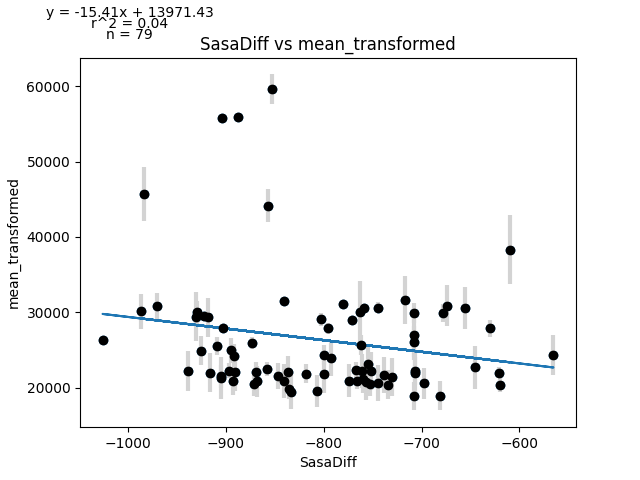 y = -15.41x + 13971.43
r^2 = 0.04
n = 79
SasaDiff vs mean_transformed
60000
50000
40000
30000
20000
mean_transformed
−1000
−900
−800
−700
−600
SasaDiff